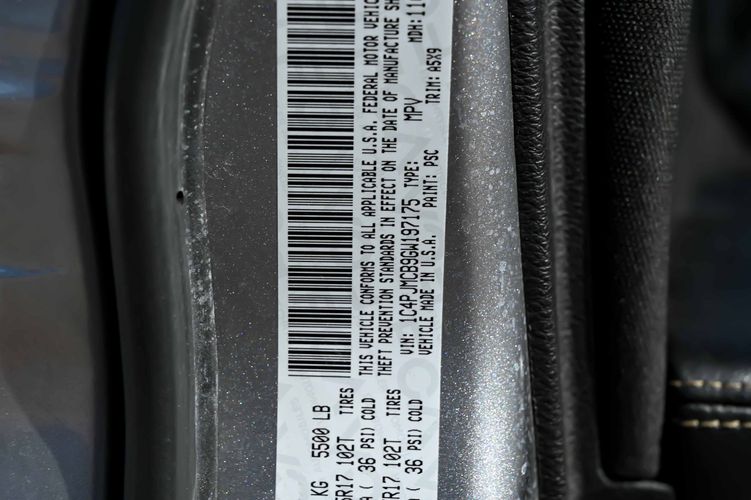 KG 5500 LB
5R17 102T TIRES
( 36 PSI) COLD
R17 102T TIRES
( 36 PSI) COLD
THIS VEHICLE CONFORMS TO ALL APPLICABLE U.S.A. FEDERAL MOTOR VEHIC
THEFT PREVENTION STANDARDS IN EFFECT ON THE DATE OF MANUFACTURE SH
VIN: 1C4PJMCB9GW197175 TYPE: MPV MDH: 11
VEHICLE MADE IN U.S.A. PAINT: PSC TRIM: A5X9